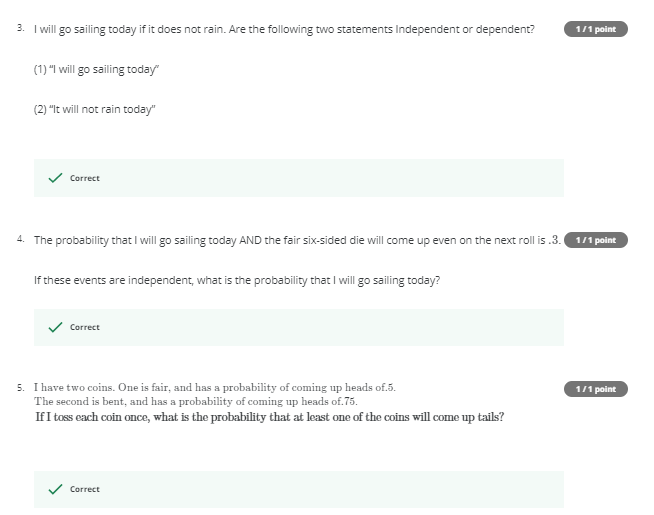 3. I will go sailing today if it does not rain. Are the following two statements Independent or dependent? 1 / 1 point
(1) "I will go sailing today"
(2) "It will not rain today"
Correct
4. The probability that I will go sailing today AND the fair six-sided die will come up even on the next roll is .3. 1 / 1 point
If these events are independent, what is the probability that I will go sailing today?
Correct
5. I have two coins. One is fair, and has a probability of coming up heads of.5. 1 / 1 point
The second is bent, and has a probability of coming up heads of.75.
If I toss each coin once, what is the probability that at least one of the coins will come up tails?
Correct